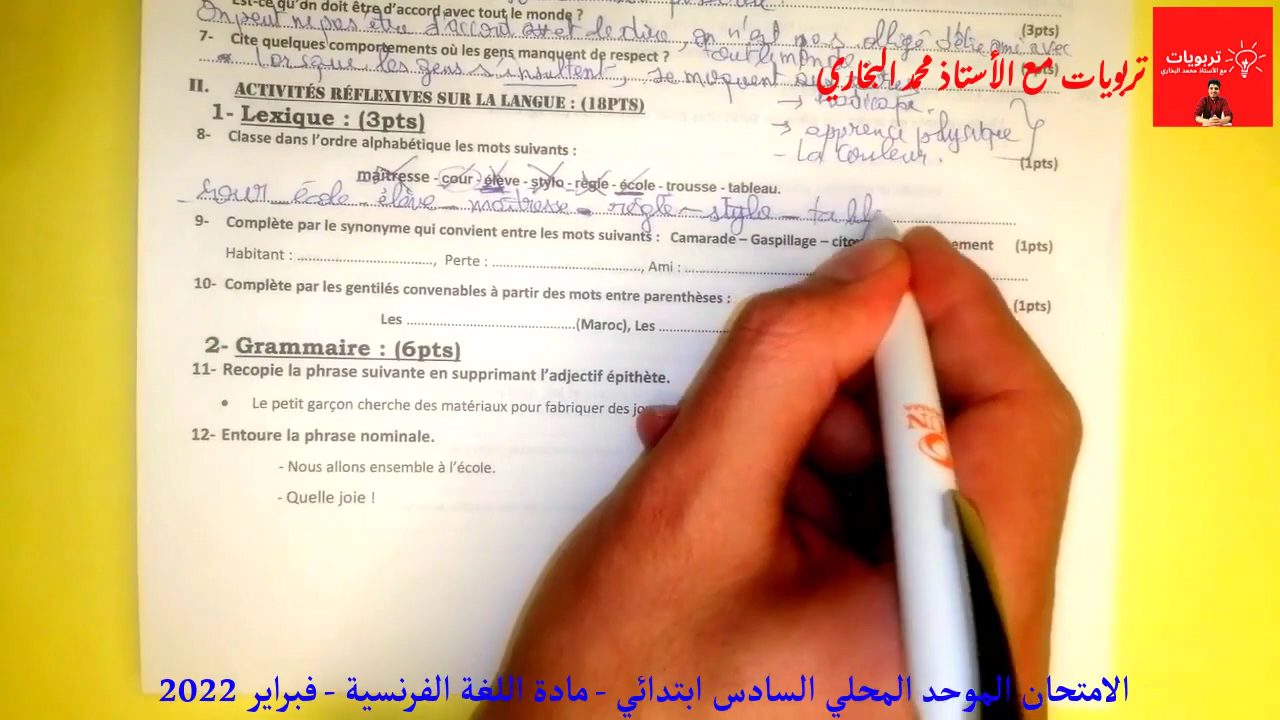 Est-ce qu'on doit être d'accord avec tout le monde ?
(3pts)
On peut ne pas être d'accord et le dire, on n'est pas obligé d'être ami avec
tout le monde
7- Cite quelques comportements où les gens manquent de respect ?
Lorsque les gens s'insultent, se moquent
تربويات مع الأستاذ محمد البخاري
تربويات
مع الأستاذ محمد البخاري
II. ACTIVITÉS RÉFLEXIVES SUR LA LANGUE : (18PTS)
→ apparence physique
- La couleur.
1- Lexique : (3pts)
8- Classe dans l'ordre alphabétique les mots suivants :
(1pts)
maîtresse - cour - élève - stylo - règle - école - trousse - tableau.
école - élève - maîtresse - règle - stylo - table
9- Complète par le synonyme qui convient entre les mots suivants : Camarade – Gaspillage – (1pts)
Habitant : ……, Perte : ……, Ami : ……
10- Complète par les gentilés convenables à partir des mots entre parenthèses : (1pts)
Les ……(Maroc), Les ……
2- Grammaire : (6pts)
11- Recopie la phrase suivante en supprimant l'adjectif épithète.
• Le petit garçon cherche des matériaux pour fabriquer des
12- Entoure la phrase nominale.
- Nous allons ensemble à l'école.
- Quelle joie !
الامتحان الموحد المحلي السادس ابتدائي - مادة اللغة الفرنسية - فبراير 2022